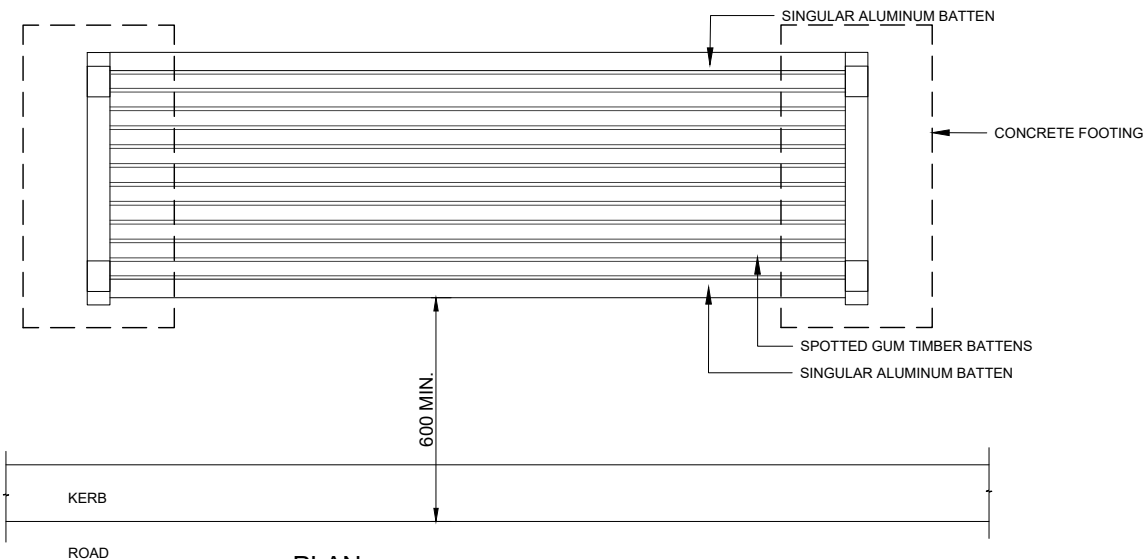 SINGULAR ALUMINUM BATTEN
CONCRETE FOOTING
SPOTTED GUM TIMBER BATTENS
SINGULAR ALUMINUM BATTEN
600 MIN.
KERB
ROAD
PLAN